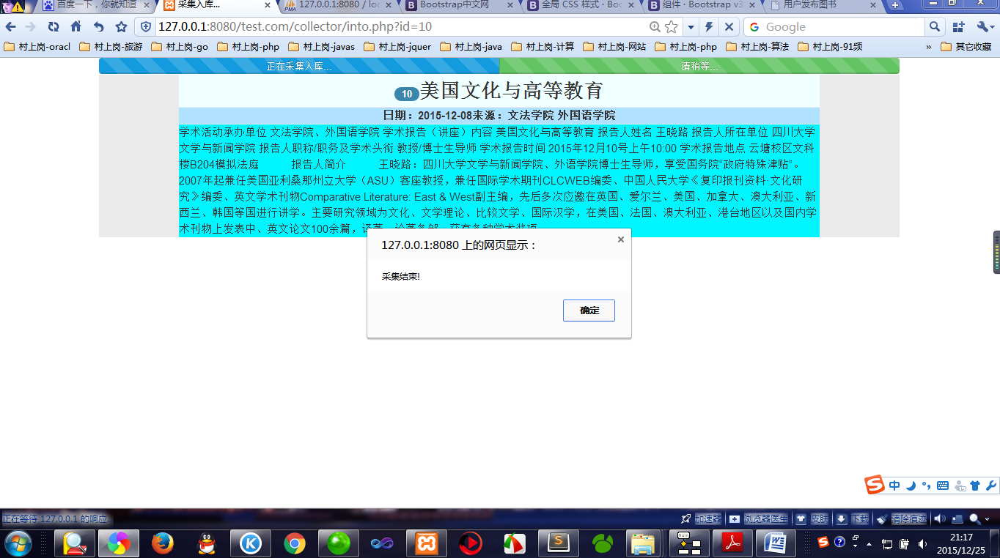 百度一下，你就知道
采集入库...
127.0.0.1:8080 / loc
Bootstrap中文网
全局 CSS 样式 · Boo
组件 · Bootstrap v3
用户发布图书
127.0.0.1:8080/test.com/collector/into.php?id=10
Google
村上岗-oracl 村上岗-旅游 村上岗-go 村上岗-php 村上岗-javas 村上岗-jquer 村上岗-java 村上岗-计算 村上岗-网站 村上岗-php 村上岗-算法 村上岗-91频 » 其它收藏
正在采集入库... 请稍等...
10 美国文化与高等教育
日期：2015-12-08来源：文法学院 外国语学院
学术活动承办单位 文法学院、外国语学院 学术报告（讲座）内容 美国文化与高等教育 报告人姓名 王晓路 报告人所在单位 四川大学
文学与新闻学院 报告人职称/职务及学术头衔 教授/博士生导师 学术报告时间 2015年12月10号上午10:00 学术报告地点 云塘校区文科
楼B204模拟法庭 报告人简介 王晓路：四川大学文学与新闻学院、外语学院博士生导师，享受国务院“政府特殊津贴”。
2007年起兼任美国亚利桑那州立大学（ASU）客座教授，兼任国际学术期刊CLCWEB编委、中国人民大学《复印报刊资料·文化研
究》编委、英文学术刊物Comparative Literature: East & West副主编，先后多次应邀在英国、爱尔兰、美国、加拿大、澳大利亚、新
西兰、韩国等国进行讲学。主要研究领域为文化、文学理论、比较文学、国际汉学，在美国、法国、澳大利亚、港台地区以及国内学
术刊物上发表中、英文论文100余篇，译著、论著多部，获有各种学术奖项。
127.0.0.1:8080 上的网页显示：
采集结束!
确定
中
正在等待 127.0.0.1 的响应
加速器 浏览器医生 皮肤 下载 清除痕迹
21:17
2015/12/25